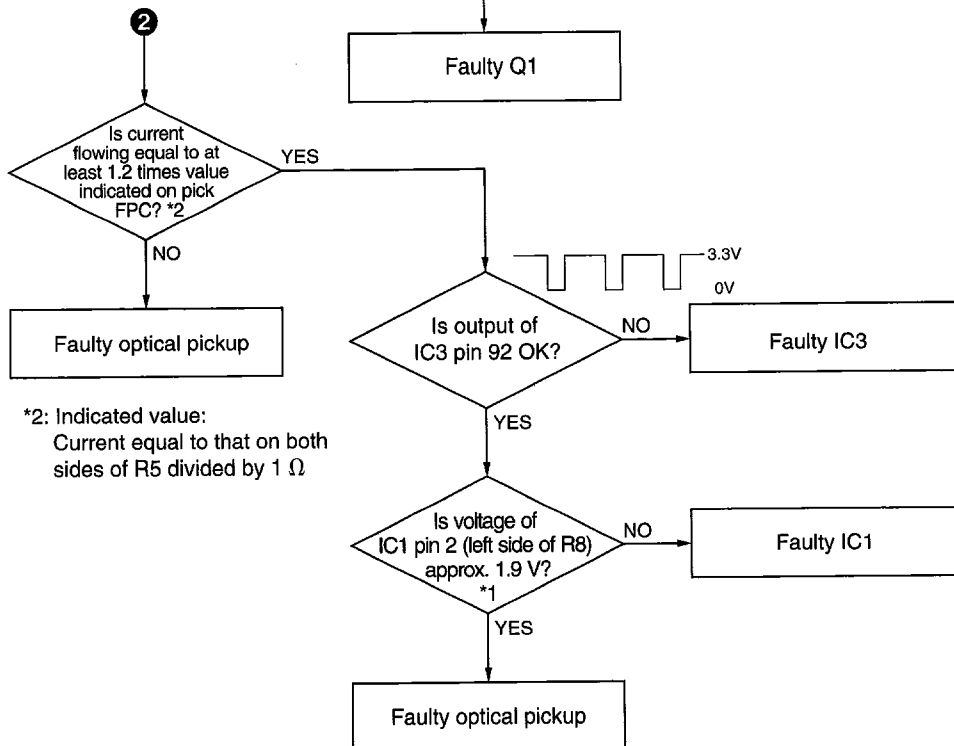 2
Faulty Q1
Is current
flowing equal to at
least 1.2 times value
indicated on pick
FPC? *2
YES
NO
Faulty optical pickup
*2: Indicated value:
Current equal to that on both
sides of R5 divided by 1 Ω
3.3V
0V
Is output of
IC3 pin 92 OK?
NO
Faulty IC3
YES
Is voltage of
IC1 pin 2 (left side of R8)
approx. 1.9 V?
*1
NO
Faulty IC1
YES
Faulty optical pickup